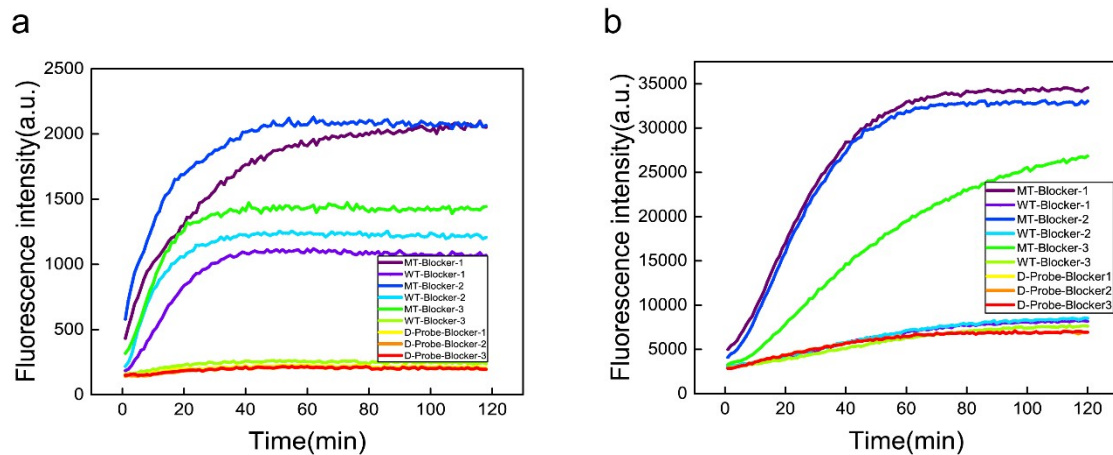 a
2500
2000
1500
1000
500
0
0 20 40 60 80 100 120
Fluorescence intensity(a.u.)
Time(min)
MT-Blocker-1
WT-Blocker-1
MT-Blocker-2
WT-Blocker-2
MT-Blocker-3
WT-Blocker-3
D-Probe-Blocker-1
D-Probe-Blocker-2
D-Probe-Blocker-3
b
35000
30000
25000
20000
15000
10000
5000
0
0 20 40 60 80 100 120
Fluorescence intensity(a.u.)
Time(min)
MT-Blocker-1
WT-Blocker-1
MT-Blocker-2
WT-Blocker-2
MT-Blocker-3
WT-Blocker-3
D-Probe-Blocker1
D-Probe-Blocker2
D-Probe-Blocker3